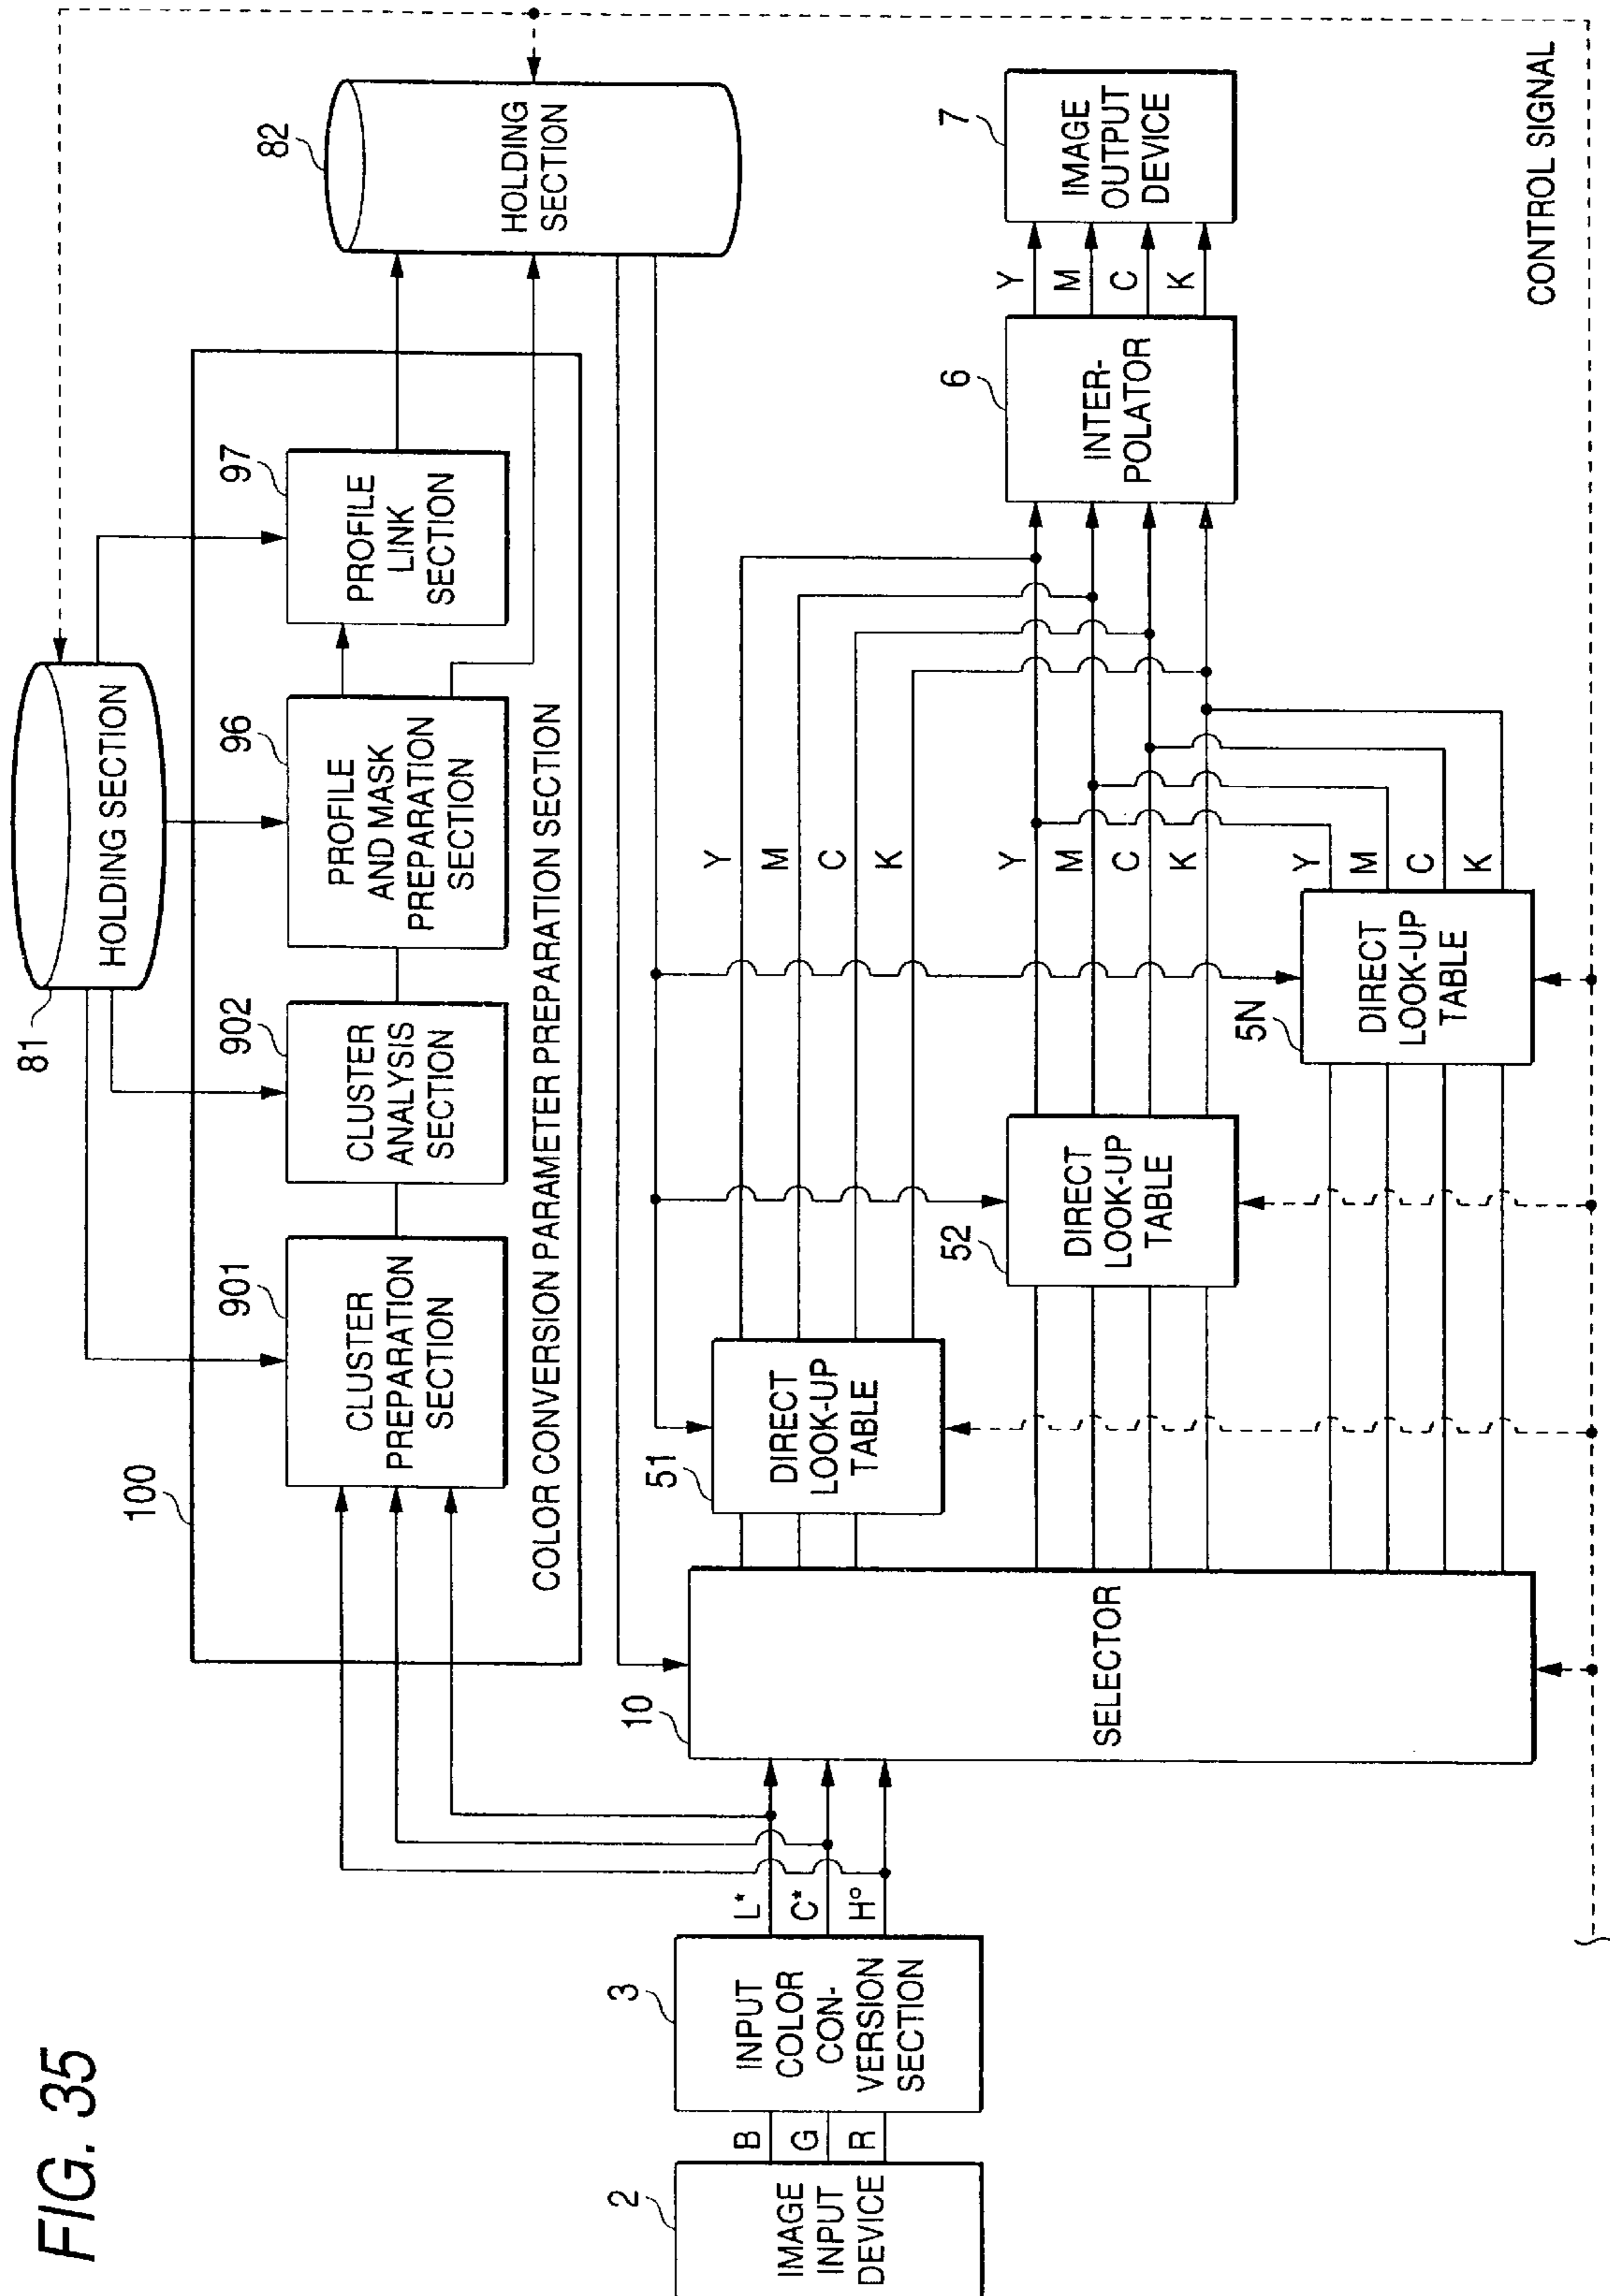 FIG. 35
81
HOLDING SECTION
82
HOLDING
SECTION
100
901
CLUSTER
PREPARATION
SECTION
902
CLUSTER
ANALYSIS
SECTION
96
PROFILE
AND MASK
PREPARATION
SECTION
97
PROFILE
LINK
SECTION
COLOR CONVERSION PARAMETER PREPARATION SECTION
2
IMAGE
INPUT
DEVICE
B
G
R
3
INPUT
COLOR
CON-
VERSION
SECTION
L*
C*
H°
10
SELECTOR
51
DIRECT
LOOK-UP
TABLE
Y
M
C
K
52
DIRECT
LOOK-UP
TABLE
Y
M
C
K
5N
DIRECT
LOOK-UP
TABLE
Y
M
C
K
6
INTER-
POLATOR
Y
M
C
K
7
IMAGE
OUTPUT
DEVICE
CONTROL SIGNAL